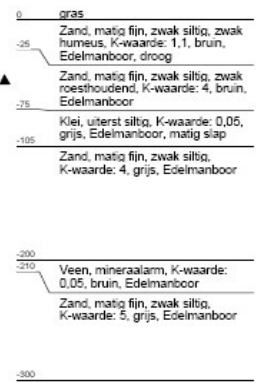 0 gras
Zand, matig fijn, zwak siltig, zwak
-25 humeus, K-waarde: 1,1, bruin,
Edelmanboor, droog
Zand, matig fijn, zwak siltig, zwak
roesthoudend, K-waarde: 4, bruin,
-75 Edelmanboor
Klei, uiterst siltig, K-waarde: 0,05,
grijs, Edelmanboor, matig slap
-105
Zand, matig fijn, zwak siltig,
K-waarde: 4, grijs, Edelmanboor
-200
-210 Veen, mineraalarm, K-waarde:
0,05, bruin, Edelmanboor
Zand, matig fijn, zwak siltig,
K-waarde: 5, grijs, Edelmanboor
-300